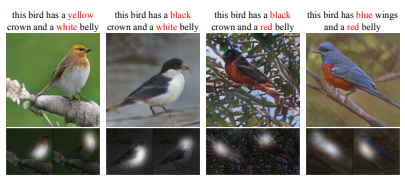 this bird has a yellow
crown and a white belly
this bird has a black
crown and a white belly
this bird has a black
crown and a red belly
this bird has blue wings
and a red belly